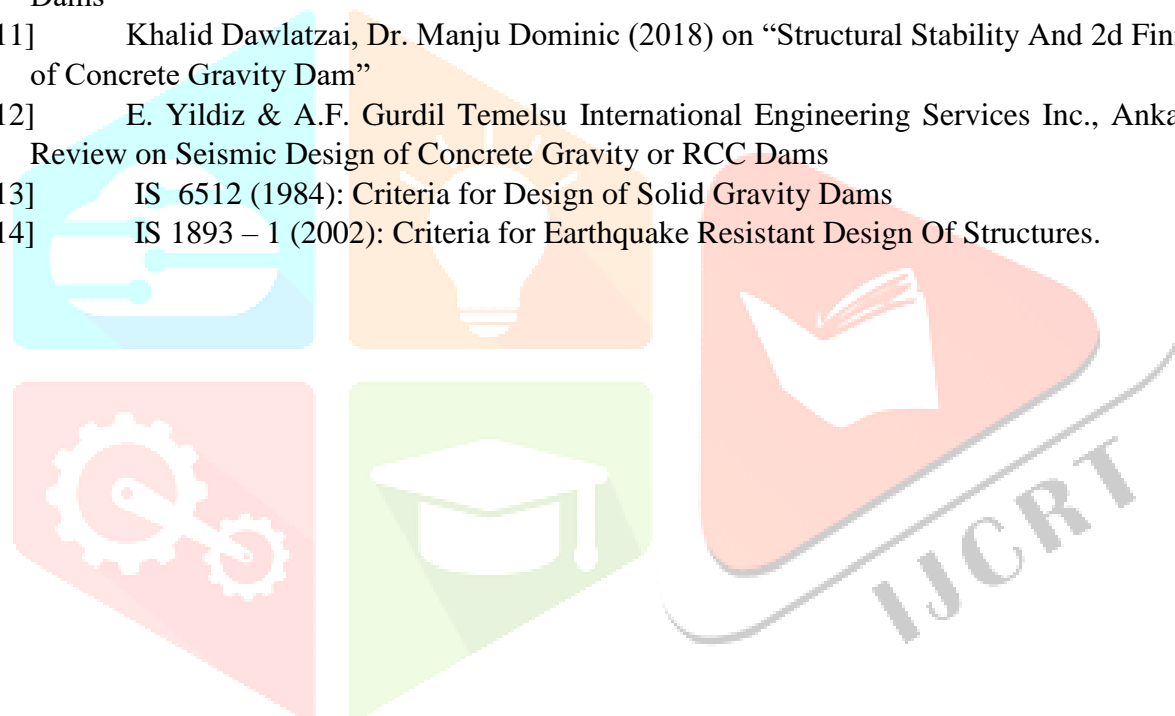 Dams
11] Khalid Dawlatzai, Dr. Manju Dominic (2018) on “Structural Stability And 2d Fin
of Concrete Gravity Dam”
12] E. Yildiz & A.F. Gurdil Temelsu International Engineering Services Inc., Anka
Review on Seismic Design of Concrete Gravity or RCC Dams
13] IS 6512 (1984): Criteria for Design of Solid Gravity Dams
14] IS 1893 – 1 (2002): Criteria for Earthquake Resistant Design Of Structures.
IJCRT